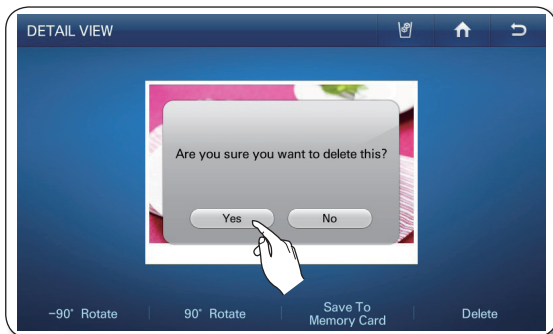 DETAIL VIEW
Are you sure you want to delete this?
Yes No
-90° Rotate 90° Rotate Save To Memory Card Delete